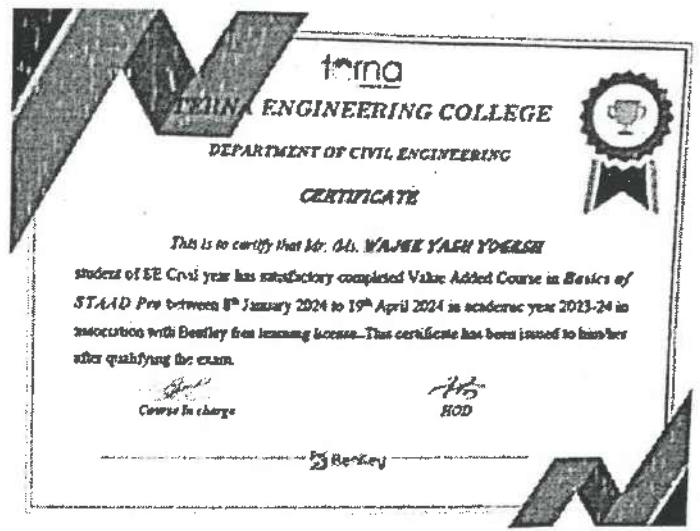 terna
TERNA ENGINEERING COLLEGE
DEPARTMENT OF CIVIL ENGINEERING
CERTIFICATE
This is to certify that Mr. /Ms. YASH YOGESH
student of Civil year has satisfactory completed Value Added Course in Basics of
STAAD Pro between 8th January 2024 to 19th April 2024 in academic year 2023-24 in
association with Bentley free learning license. This certificate has been issued to him/her
after qualifying the exam.
Course In charge
HOD
Bentley